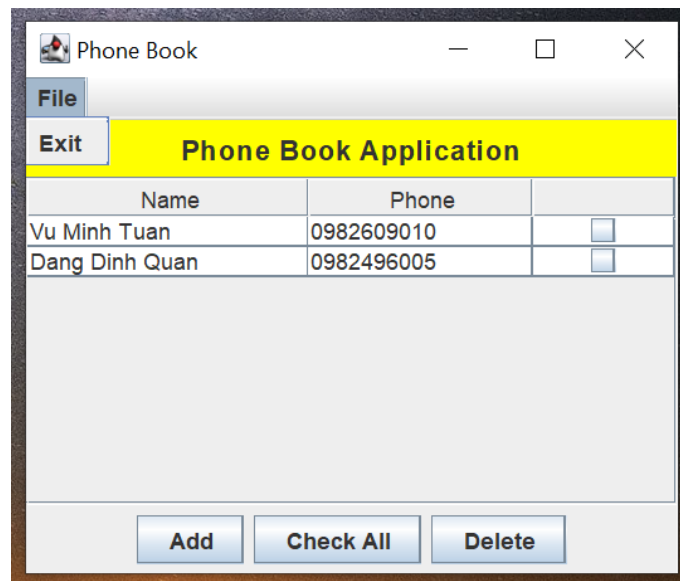 Phone Book
File
Exit
Phone Book Application
Name Phone
Vu Minh Tuan 0982609010
Dang Dinh Quan 0982496005
Add Check All Delete